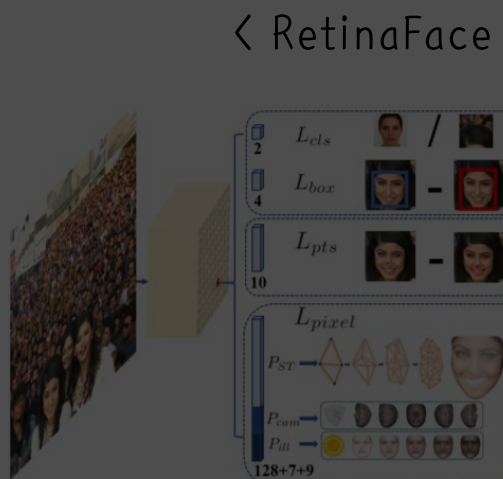 < RetinaFace
2
L_cls
/
4
L_box
-
10
L_pts
-
L_pixel
P_ST
P_cam
P_ill
128+7+9